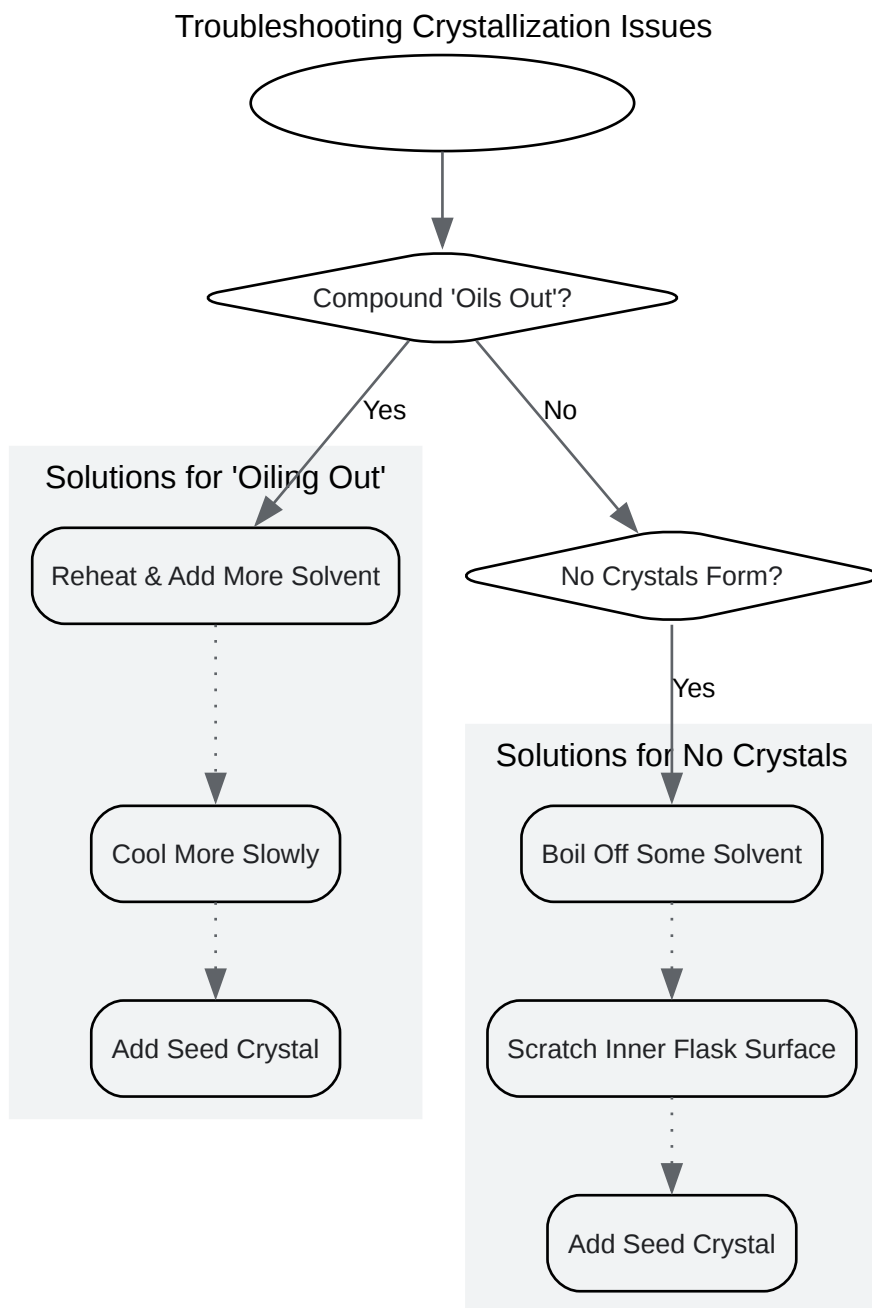 Troubleshooting Crystallization Issues
Compound 'Oils Out'?
Yes
No
Solutions for 'Oiling Out'
Reheat & Add More Solvent
No Crystals Form?
Yes
Solutions for No Crystals
Cool More Slowly
Boil Off Some Solvent
Add Seed Crystal
Scratch Inner Flask Surface
Add Seed Crystal